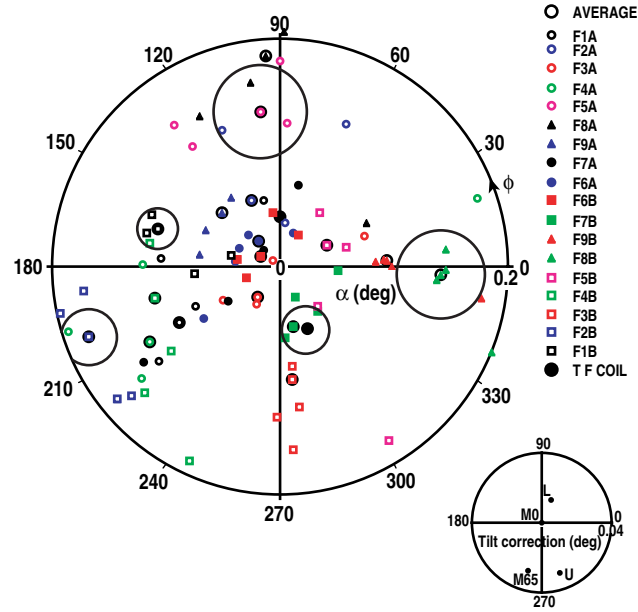 90
120
60
150
30
ϕ
180
0
0.2
0
α (deg)
210
330
240
300
270
AVERAGE
F1A
F2A
F3A
F4A
F5A
F8A
F9A
F7A
F6A
F6B
F7B
F9B
F8B
F5B
F4B
F3B
F2B
F1B
T F COIL
90
L
M0
180
0
0.04
Tilt correction (deg)
M65
U
270